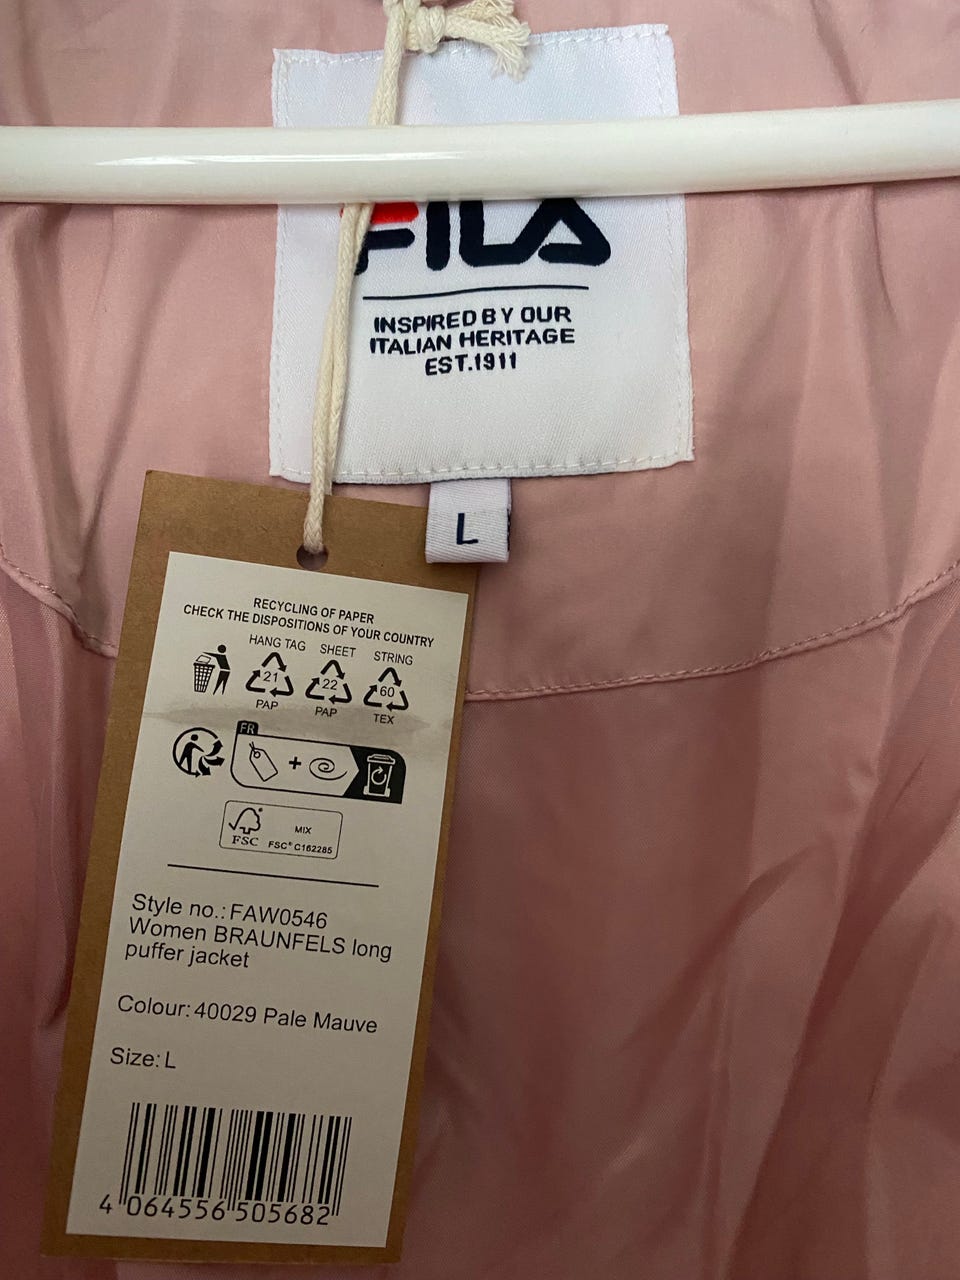 FILA
INSPIRED BY OUR
ITALIAN HERITAGE
EST.1911
L
RECYCLING OF PAPER
CHECK THE DISPOSITIONS OF YOUR COUNTRY
HANG TAG SHEET STRING
21 22 60
PAP PAP TEX
FR
+
FSC
MIX
FSC® C162285
Style no.: FAW0546
Women BRAUNFELS long
puffer jacket
Colour: 40029 Pale Mauve
Size: L
4 064556 505682